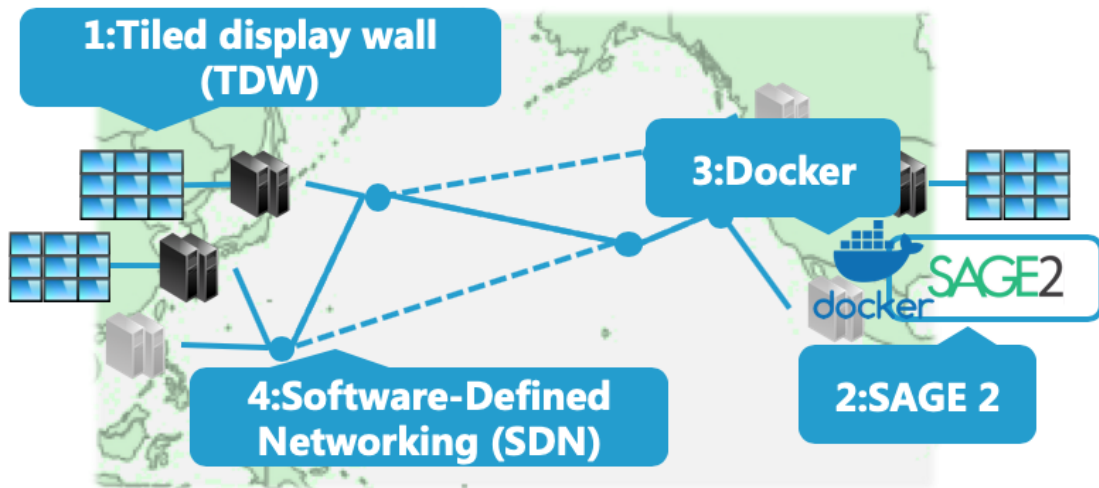 1:Tiled display wall
(TDW)
3:Docker
docker
SAGE2
2:SAGE 2
4:Software-Defined
Networking (SDN)